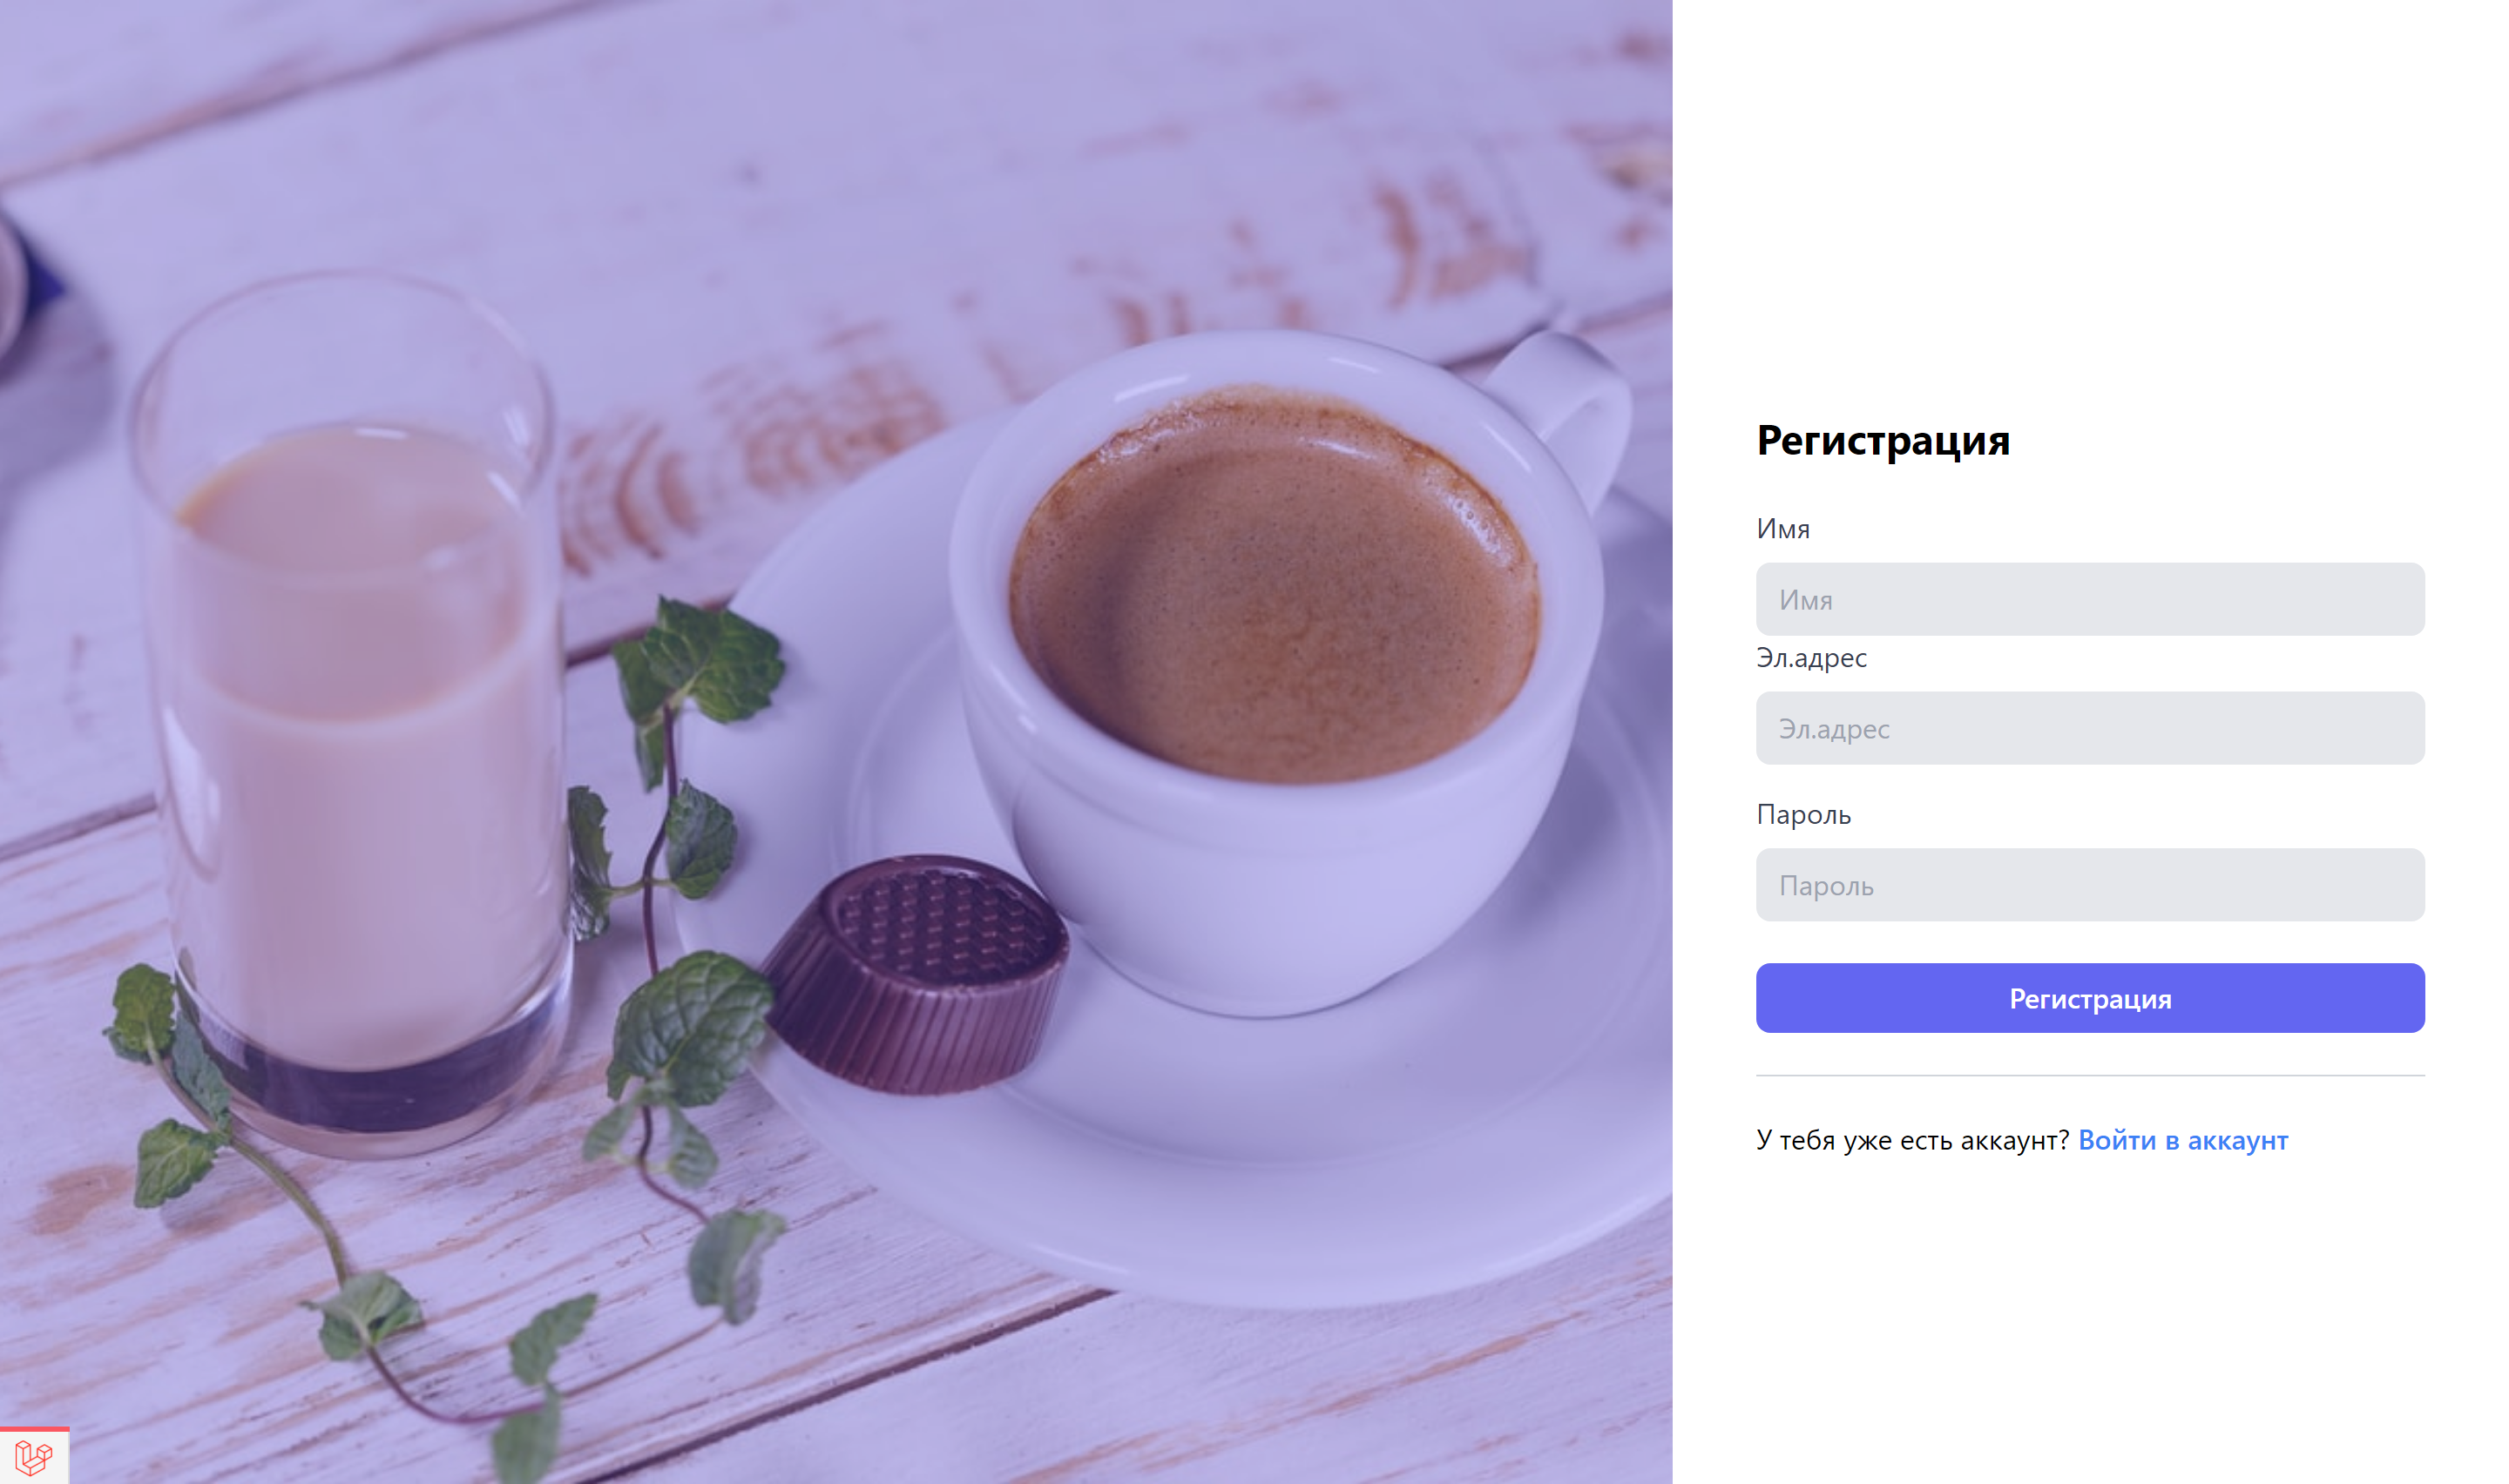 Регистрация
Имя
Имя
Эл.адрес
Эл.адрес
Пароль
Пароль
Регистрация
У тебя уже есть аккаунт? Войти в аккаунт